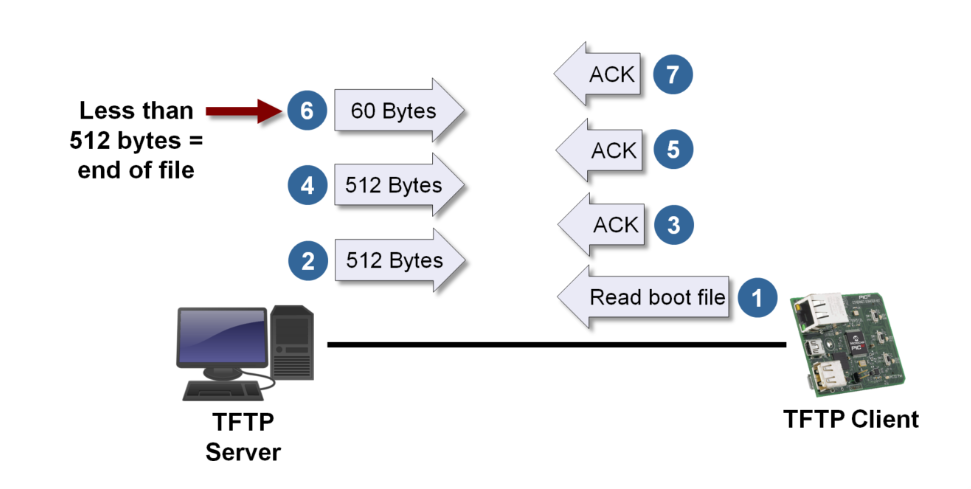 ACK 7
Less than
512 bytes =
end of file
6 60 Bytes
ACK 5
4 512 Bytes
ACK 3
2 512 Bytes
Read boot file 1
TFTP
Server
TFTP Client